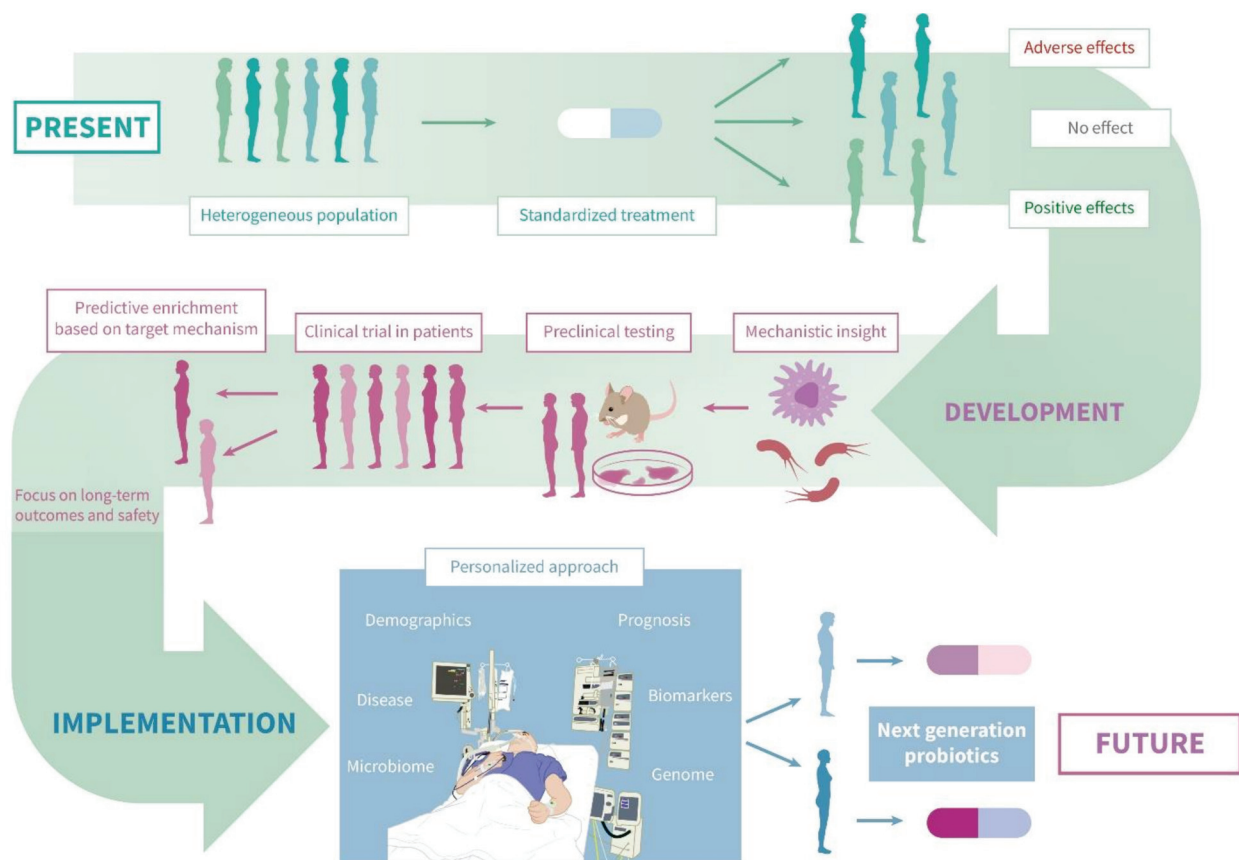 PRESENT
Heterogeneous population
Standardized treatment
Adverse effects
No effect
Positive effects
DEVELOPMENT
Mechanistic insight
Preclinical testing
Clinical trial in patients
Predictive enrichment
based on target mechanism
Focus on long-term
outcomes and safety
IMPLEMENTATION
Personalized approach
Demographics
Prognosis
Disease
Biomarkers
Microbiome
Genome
Next generation
probiotics
FUTURE